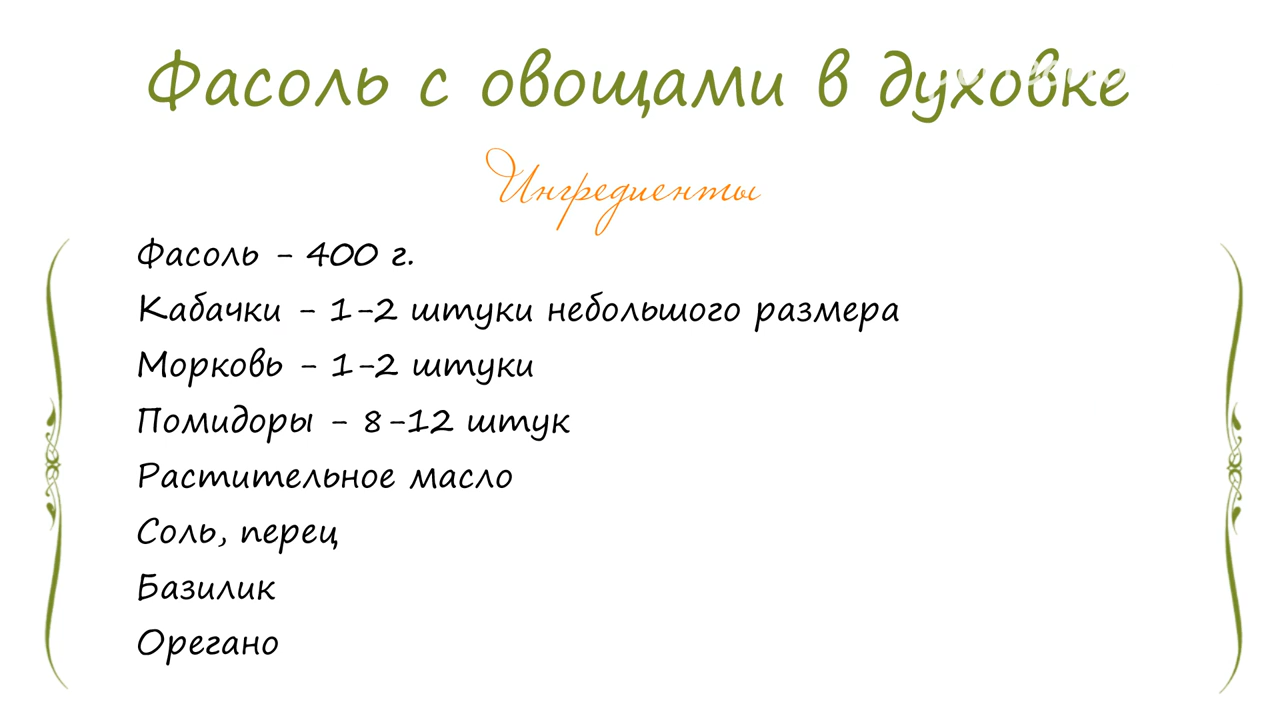 Фасоль с овощами в духовке
Ингредиенты
Фасоль - 400 г.
Кабачки - 1-2 штуки небольшого размера
Морковь - 1-2 штуки
Помидоры - 8-12 штук
Растительное масло
Соль, перец
Базилик
Орегано